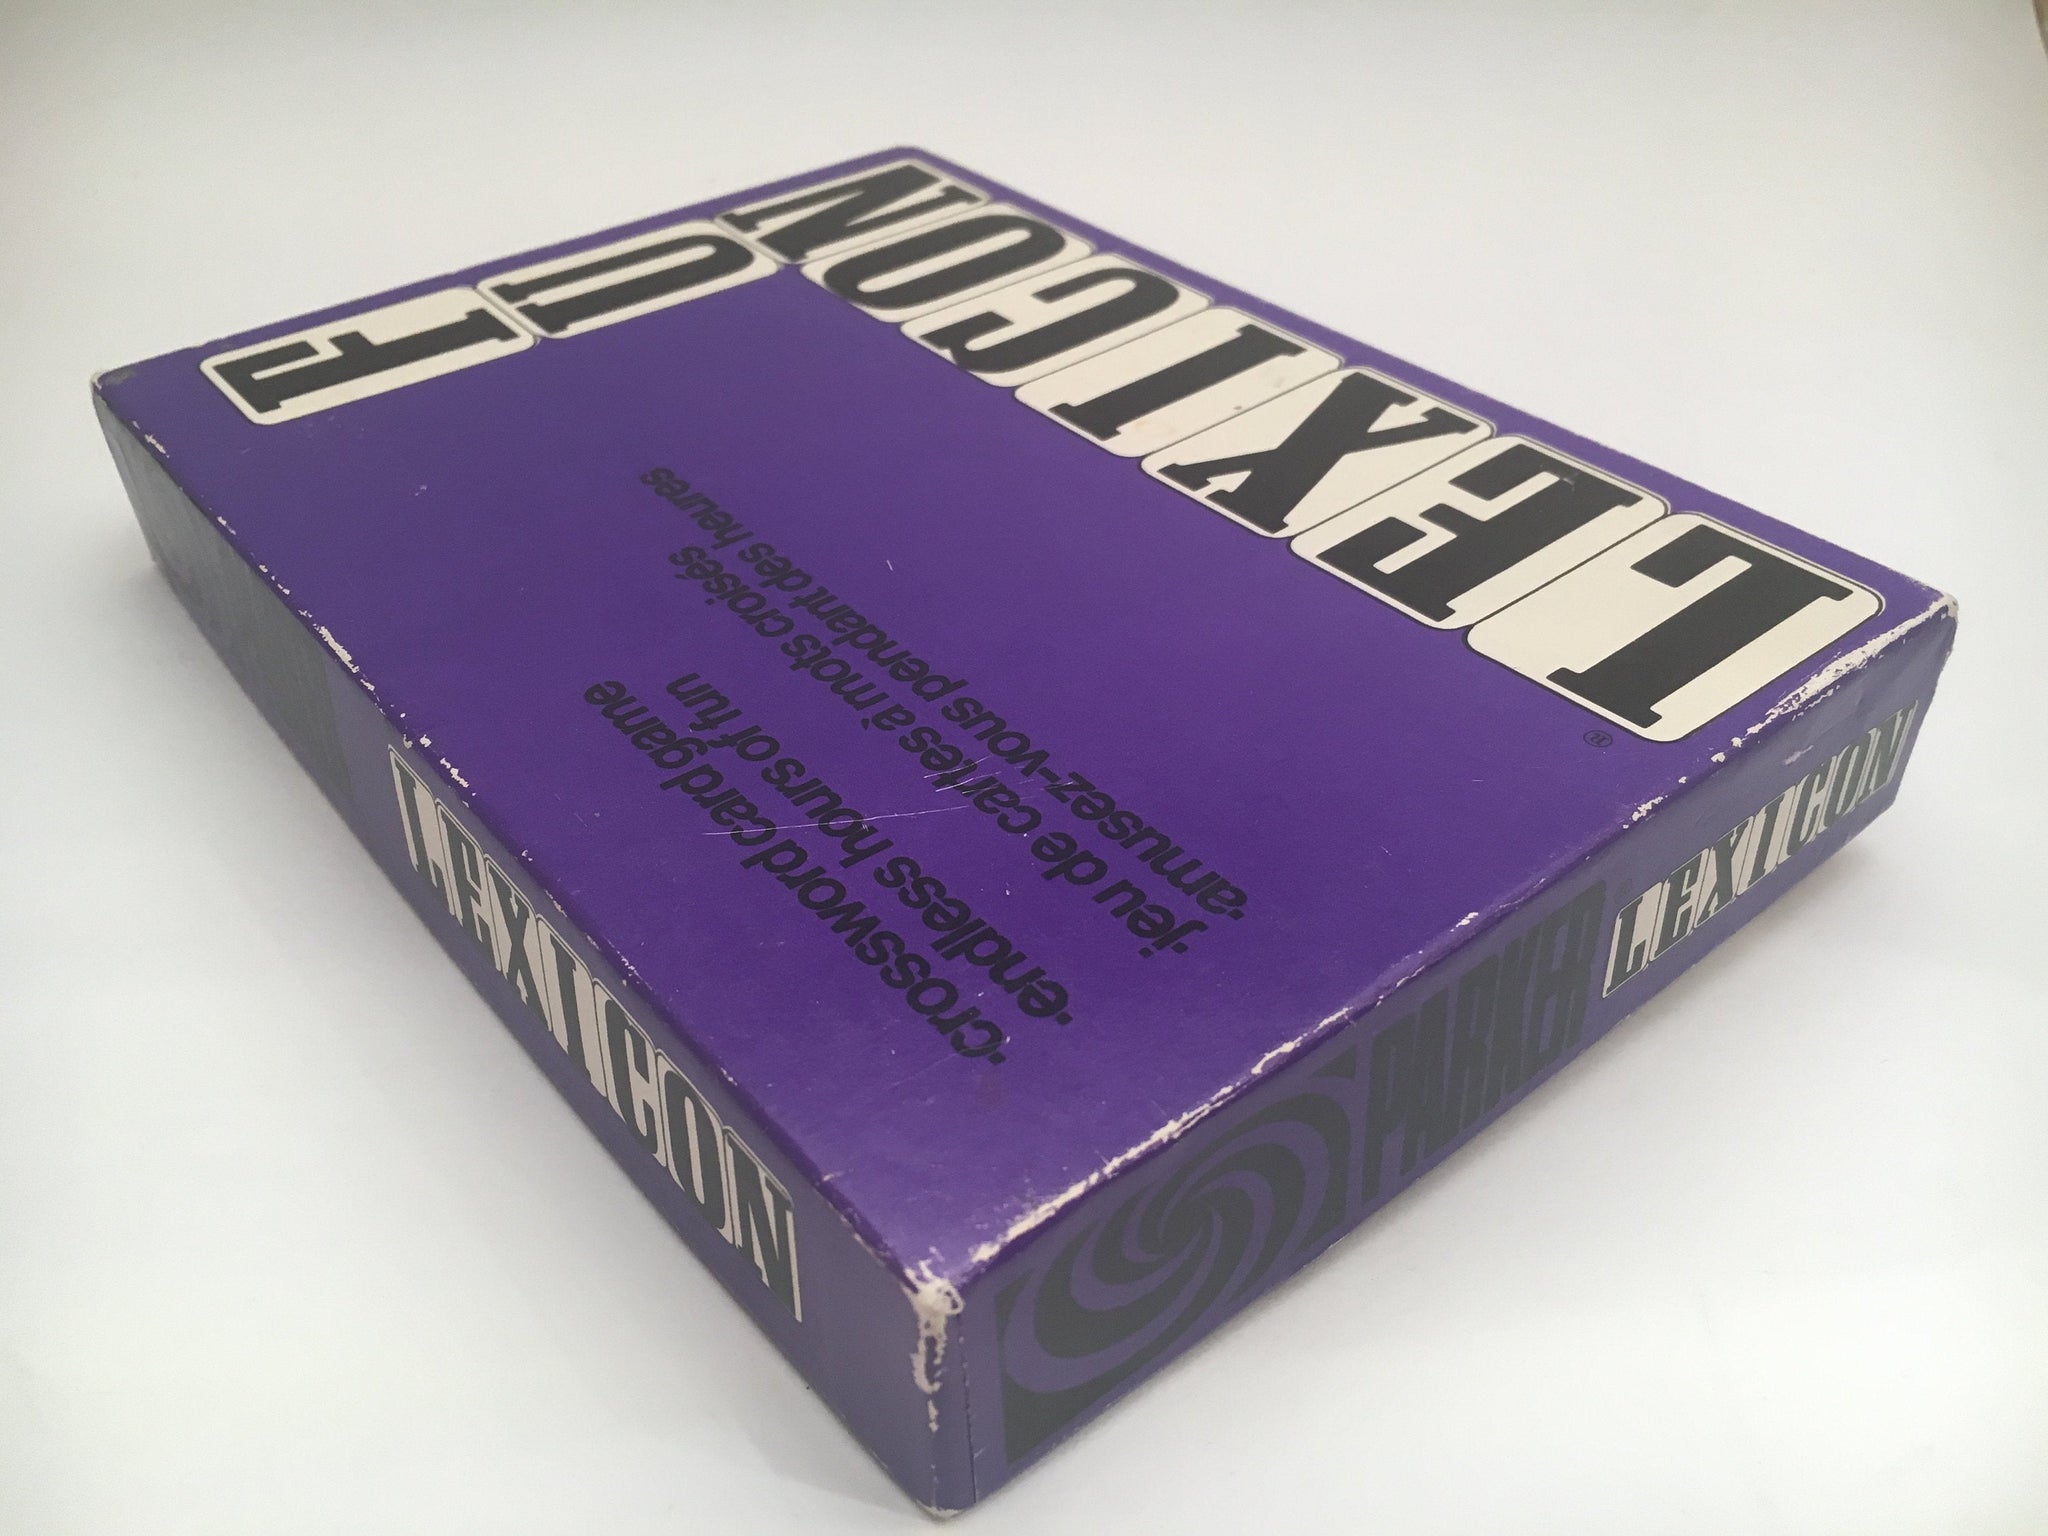 F
U
·crossword card game
·endless hours of fun
·jeu de cartes à mots croisés
·amusez-vous pendant des heures
®
LEXICON
LEXICON
PARKER
LEXICON